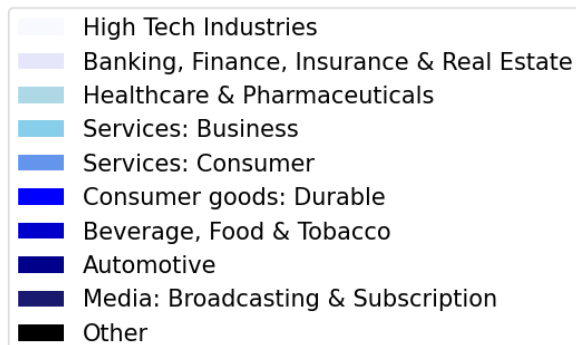 High Tech Industries
Banking, Finance, Insurance & Real Estate
Healthcare & Pharmaceuticals
Services: Business
Services: Consumer
Consumer goods: Durable
Beverage, Food & Tobacco
Automotive
Media: Broadcasting & Subscription
Other